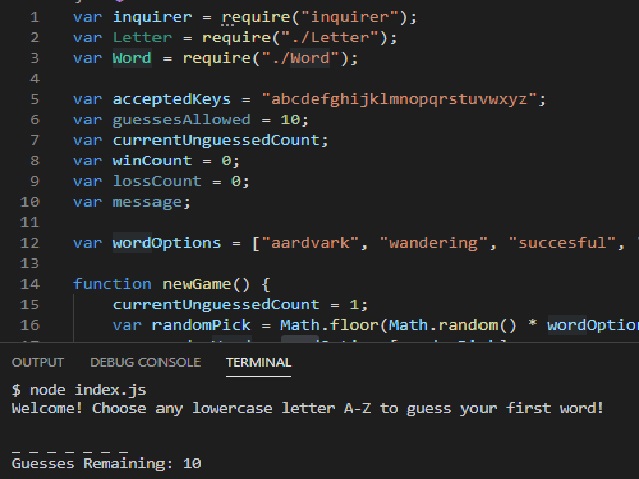 1 var inquirer = require("inquirer");
2 var Letter = require("./Letter");
3 var Word = require("./Word");
4
5 var acceptedKeys = "abcdefghijklmnopqrstuvwxyz";
6 var guessesAllowed = 10;
7 var currentUnguessedCount;
8 var winCount = 0;
9 var lossCount = 0;
10 var message;
11
12 var wordOptions = ["aardvark", "wandering", "succesful", "
13
14 function newGame() {
15 currentUnguessedCount = 1;
16 var randomPick = Math.floor(Math.random() * wordOption
OUTPUT DEBUG CONSOLE TERMINAL
$ node index.js
Welcome! Choose any lowercase letter A-Z to guess your first word!
_ _ _ _ _ _ _
Guesses Remaining: 10